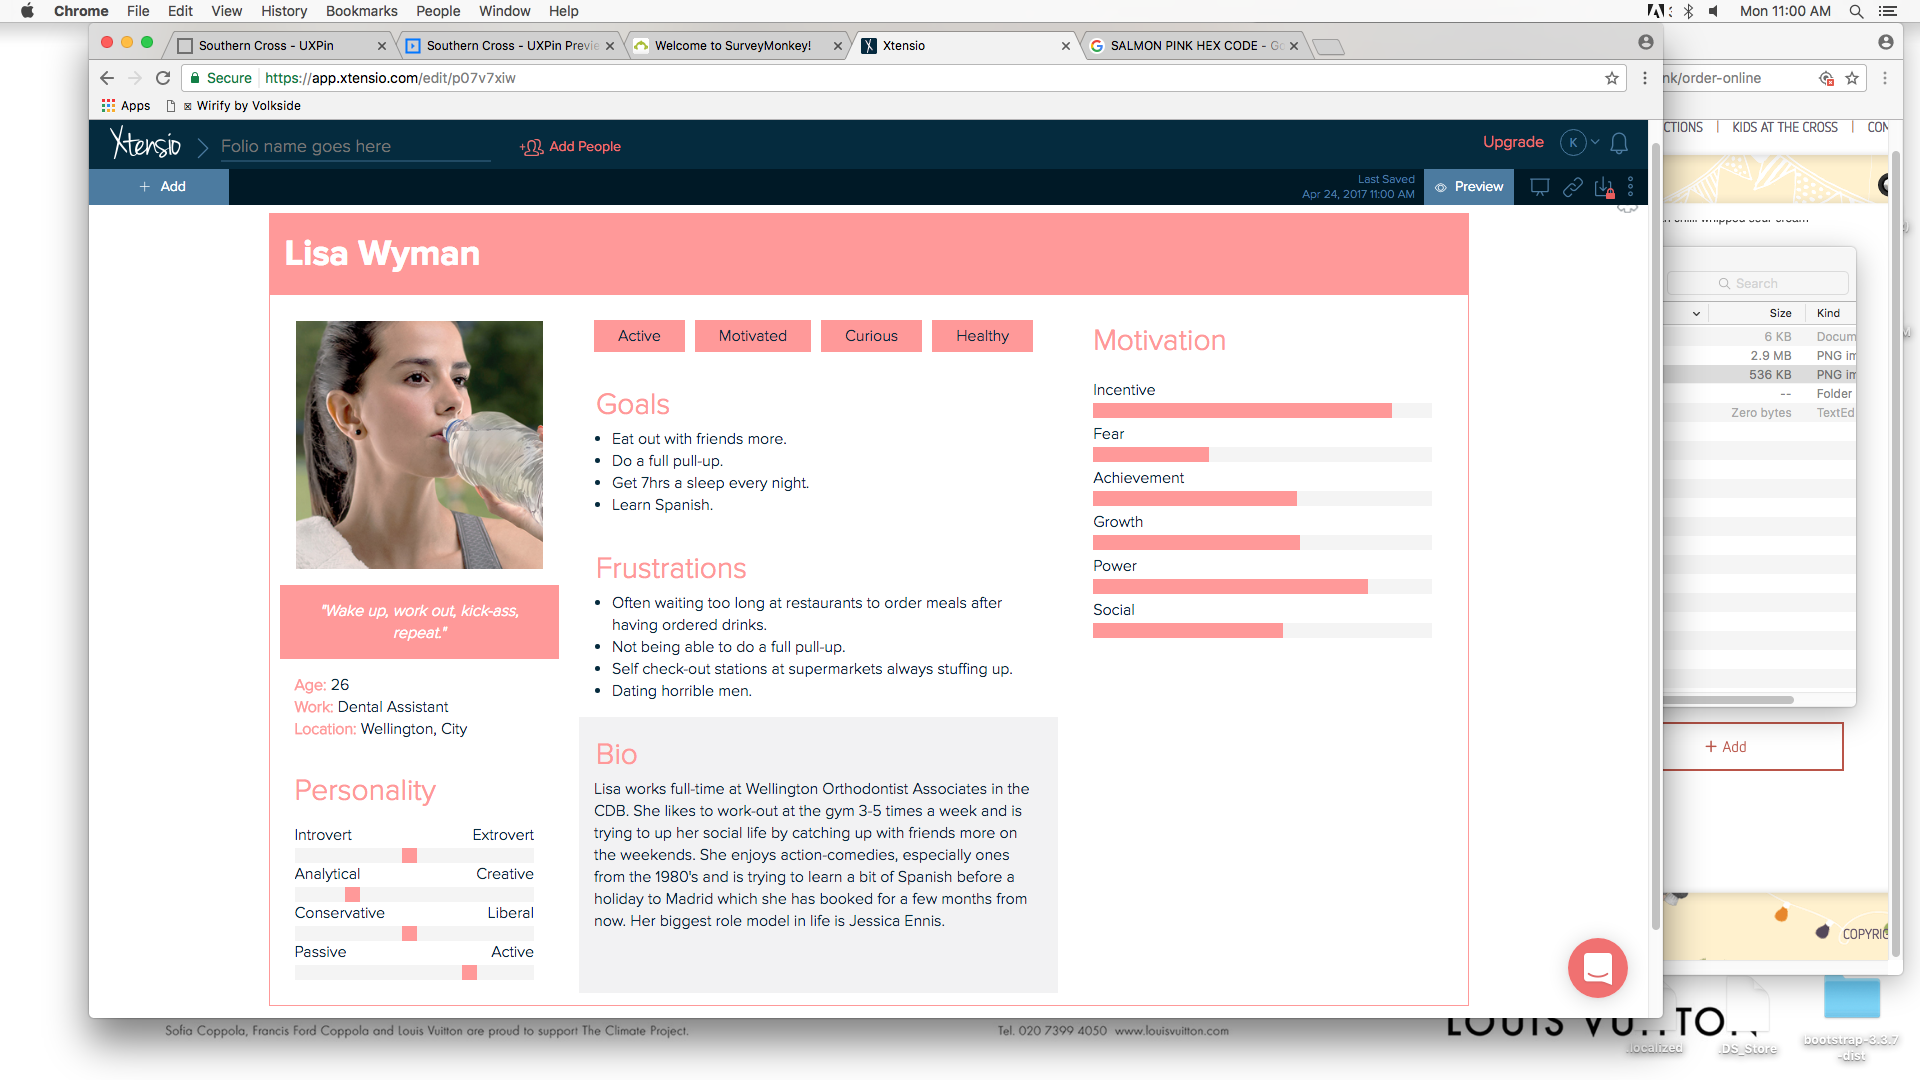 Chrome File Edit View History Bookmarks People Window Help
Mon 11:00 AM
Southern Cross - UXPin
Southern Cross - UXPin Previe
Welcome to SurveyMonkey!
Xtensio
SALMON PINK HEX CODE - Go
Secure https://app.xtensio.com/edit/p07v7xiw
nk/order-online
Apps Wirify by Volkside
CTIONS | KIDS AT THE CROSS | CON
Xtensio
Folio name goes here
+ Add People
Upgrade
K
+ Add
Last Saved
Apr 24, 2017 11:00 AM
Preview
Lisa Wyman
Active Motivated Curious Healthy
Goals
Eat out with friends more.
Do a full pull-up.
Get 7hrs a sleep every night.
Learn Spanish.
Frustrations
Often waiting too long at restaurants to order meals after
having ordered drinks.
Not being able to do a full pull-up.
Self check-out stations at supermarkets always stuffing up.
Dating horrible men.
"Wake up, work out, kick-ass,
repeat."
Age: 26
Work: Dental Assistant
Location: Wellington, City
Personality
Introvert Extrovert
Analytical Creative
Conservative Liberal
Passive Active
Bio
Lisa works full-time at Wellington Orthodontist Associates in the
CDB. She likes to work-out at the gym 3-5 times a week and is
trying to up her social life by catching up with friends more on
the weekends. She enjoys action-comedies, especially ones
from the 1980's and is trying to learn a bit of Spanish before a
holiday to Madrid which she has booked for a few months from
now. Her biggest role model in life is Jessica Ennis.
Motivation
Incentive
Fear
Achievement
Growth
Power
Social
Search
Size Kind
6 KB Docum
2.9 MB PNG im
536 KB PNG im
-- Folder
Zero bytes TextEd
+ Add
COPYRIG
Sofia Coppola, Francis Ford Coppola and Louis Vuitton are proud to support The Climate Project.
Tel. 020 7399 4050 www.louisvuitton.com
LOUIS VUITTON
.localized
.DS_Store
bootstrap-3.3.7
-dist